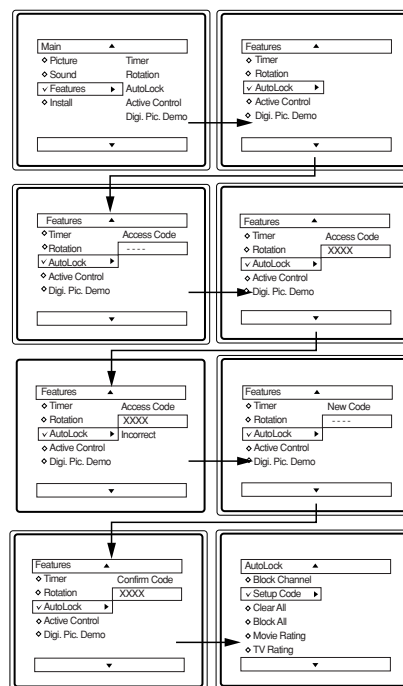 Main
Picture Timer
Sound Rotation
Features AutoLock
Install Active Control
Digi. Pic. Demo
Features
Timer
Rotation
AutoLock
Active Control
Digi. Pic. Demo
Features
Timer Access Code
Rotation - - - -
AutoLock
Active Control
Digi. Pic. Demo
Features
Timer Access Code
Rotation XXXX
AutoLock
Active Control
Digi. Pic. Demo
Features
Timer Access Code
Rotation XXXX
AutoLock Incorrect
Active Control
Digi. Pic. Demo
Features
Timer New Code
Rotation - - - -
AutoLock
Active Control
Digi. Pic. Demo
Features
Timer Confirm Code
Rotation XXXX
AutoLock
Active Control
Digi. Pic. Demo
AutoLock
Block Channel
Setup Code
Clear All
Block All
Movie Rating
TV Rating